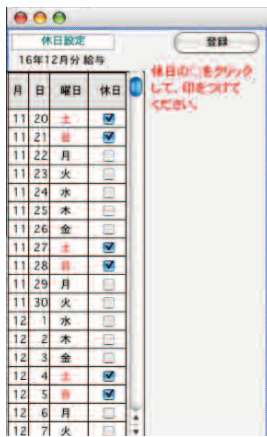 休日設定
登録
16年12月分 給与
休日の□をクリック
して、印をつけて
ください。
月 日 曜日 休日
11 20 土
11 21 日
11 22 月
11 23 火
11 24 水
11 25 木
11 26 金
11 27 土
11 28 日
11 29 月
11 30 火
12 1 水
12 2 木
12 3 金
12 4 土
12 5 日
12 6 月
12 7 火